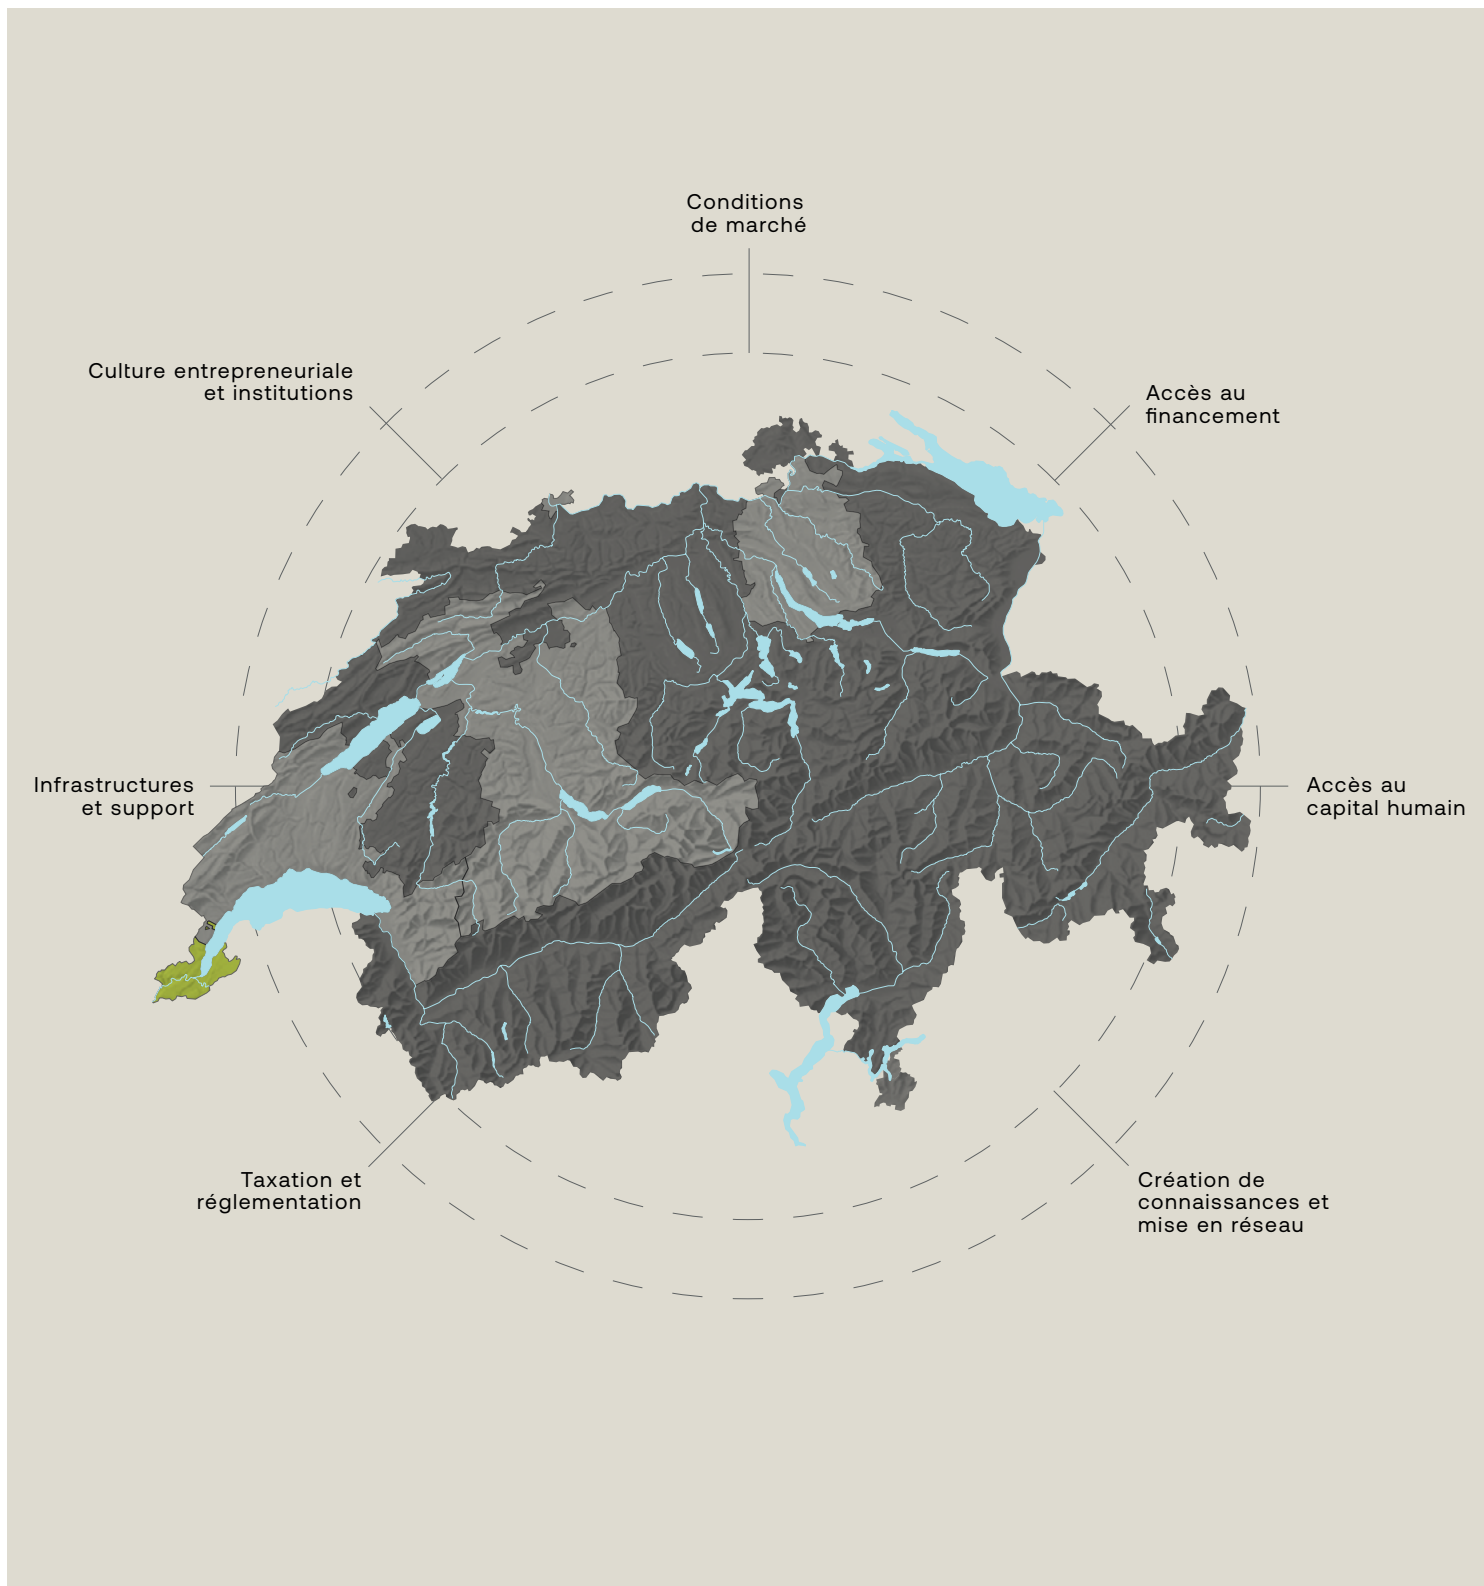 Conditions
de marché
Culture entrepreneuriale
et institutions
Accès au
financement
Infrastructures
et support
Accès au
capital humain
Taxation et
réglementation
Création de
connaissances et
mise en réseau